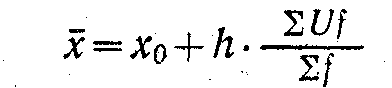 x̄ = x₀ + h · ΣUf / Σf